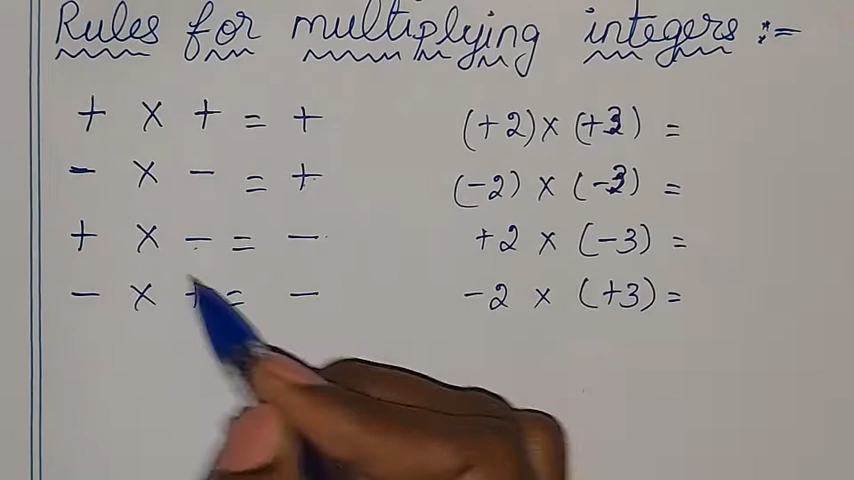 Rules for multiplying integers :-
+ × + = + (+2) × (+3) =
- × - = + (-2) × (-3) =
+ × - = - +2 × (-3) =
- × + = - -2 × (+3) =